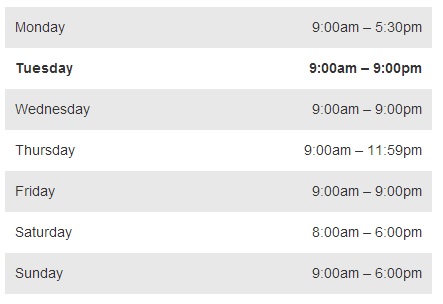 Monday 9:00am – 5:30pm
Tuesday 9:00am – 9:00pm
Wednesday 9:00am – 9:00pm
Thursday 9:00am – 11:59pm
Friday 9:00am – 9:00pm
Saturday 8:00am – 6:00pm
Sunday 9:00am – 6:00pm